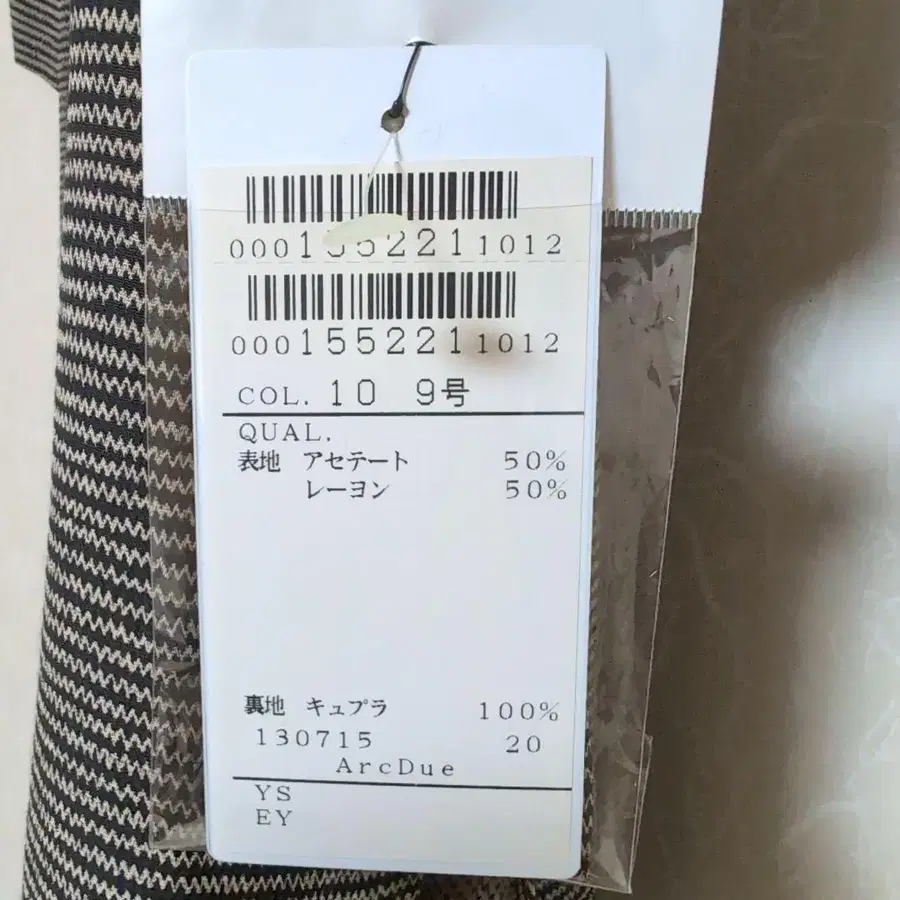 000155221 1012
000155221 1012
COL. 10 9号
QUAL.
表地 アセテート 50%
レーヨン 50%
裏地 キュプラ 100%
130715 20
ArcDue
YS
EY